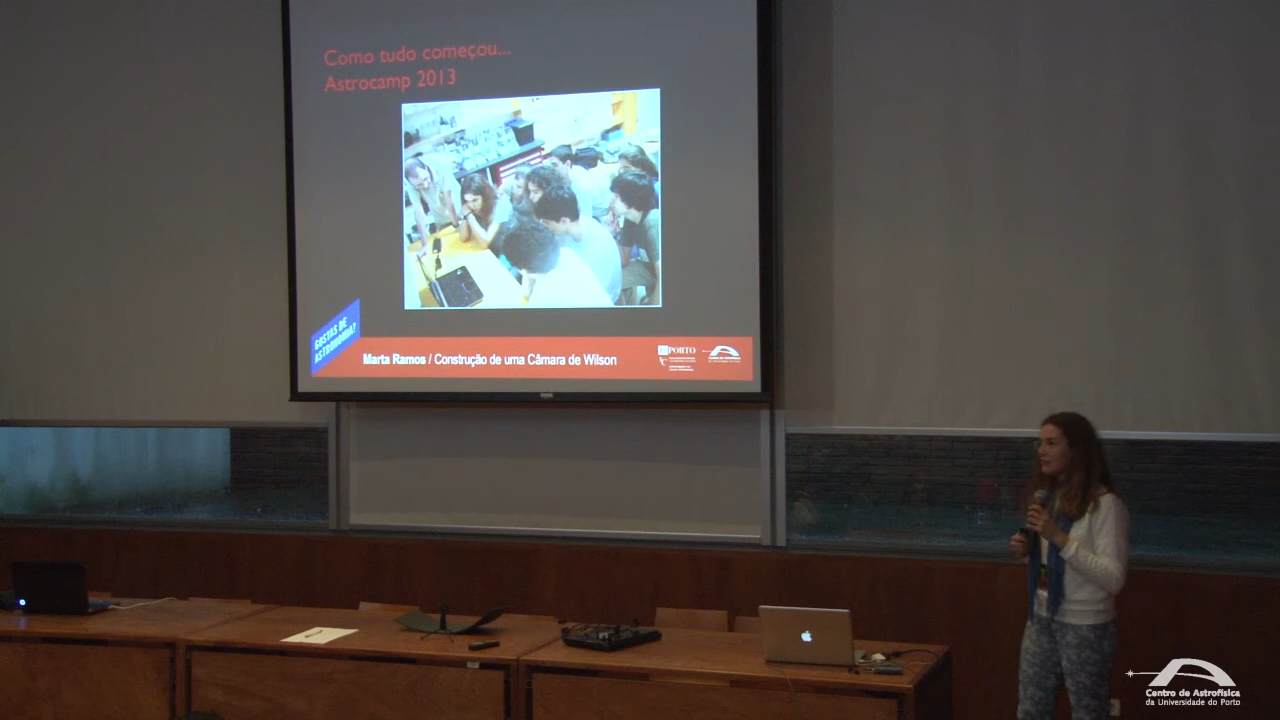 Como tudo começou...
Astrocamp 2013
GOSTAS DE
ASTRONOMIA?
Marta Ramos / Construção de uma Câmara de Wilson
PORTO
Centro de Astrofísica
da Universidade do Porto